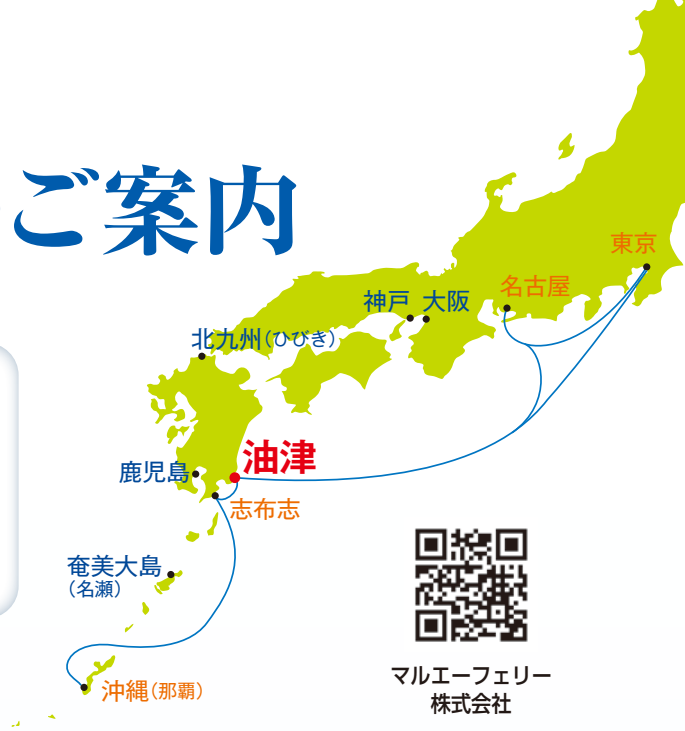 ご案内
東京
名古屋
神戸 大阪
北九州(ひびき)
油津
鹿児島
志布志
奄美大島
(名瀬)
沖縄(那覇)
マルエーフェリー
株式会社